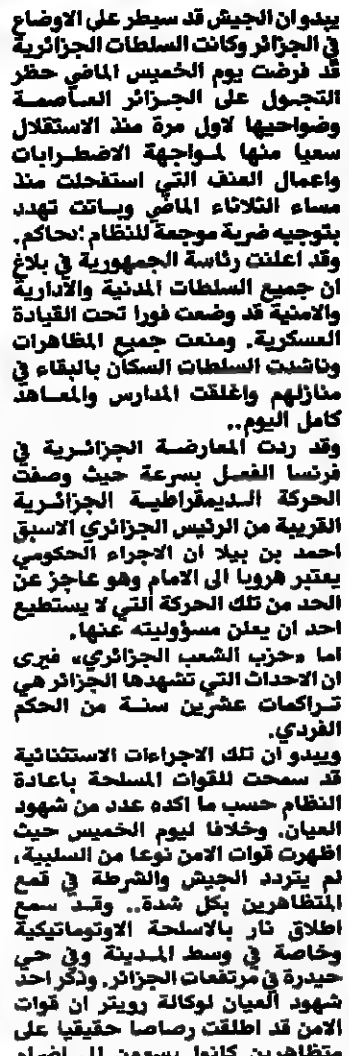 يبدو ان الجيش قد سيطر على الاوضاع
في الجزائر وكانت السلطات الجزائرية
قد فرضت يوم الخميس الماضي حظر
التجول على الجزائر العاصمة
وضواحيها لاول مرة منذ الاستقلال
سعيا منها لمواجهة الاضطرابات
واعمال العنف التي استفحلت منذ
مساء الثلاثاء الماضي وباتت تهدد
بتوجيه ضربة موجعة للنظام الحاكم.
وقد اعلنت رئاسة الجمهورية في بلاغ
ان جميع السلطات المدنية والادارية
والامنية قد وضعت فورا تحت القيادة
العسكرية. ومنعت جميع المظاهرات
وناشدت السلطات السكان بالبقاء في
منازلهم واغلقت المدارس والمعاهد
كامل اليوم..
وقد ردت المعارضة الجزائرية في
فرنسا الفعل بسرعة حيث وصفت
الحركة الديمقراطية الجزائرية
القريبة من الرئيس الجزائري الاسبق
احمد بن بيلا ان الاجراء الحكومي
يعتبر هروبا الى الامام وهو عاجز عن
الحد من تلك الحركة التي لا يستطيع
احد ان يعلن مسؤوليته عنها.
اما «حزب الشعب الجزائري» فيرى
ان الاحداث التي تشهدها الجزائر هي
تراكمات عشرين سنة من الحكم
الفردي.
ويبدو ان تلك الاجراءات الاستثنائية
قد سمحت للقوات المسلحة باعادة
النظام حسب ما اكده عدد من شهود
العيان. وخلافا ليوم الخميس حيث
اظهرت قوات الامن نوعا من السلبية،
لم يتردد الجيش والشرطة في قمع
المتظاهرين بكل شدة.. وقد سمع
اطلاق نار بالاسلحة الاوتوماتيكية
وخاصة في وسط المدينة وفي حي
حيدرة في مرتفعات الجزائر. وذكر احد
شهود العيان لوكالة رويتر ان قوات
الامن قد اطلقت رصاصا حقيقيا على
متظاهرين كانوا يسعون